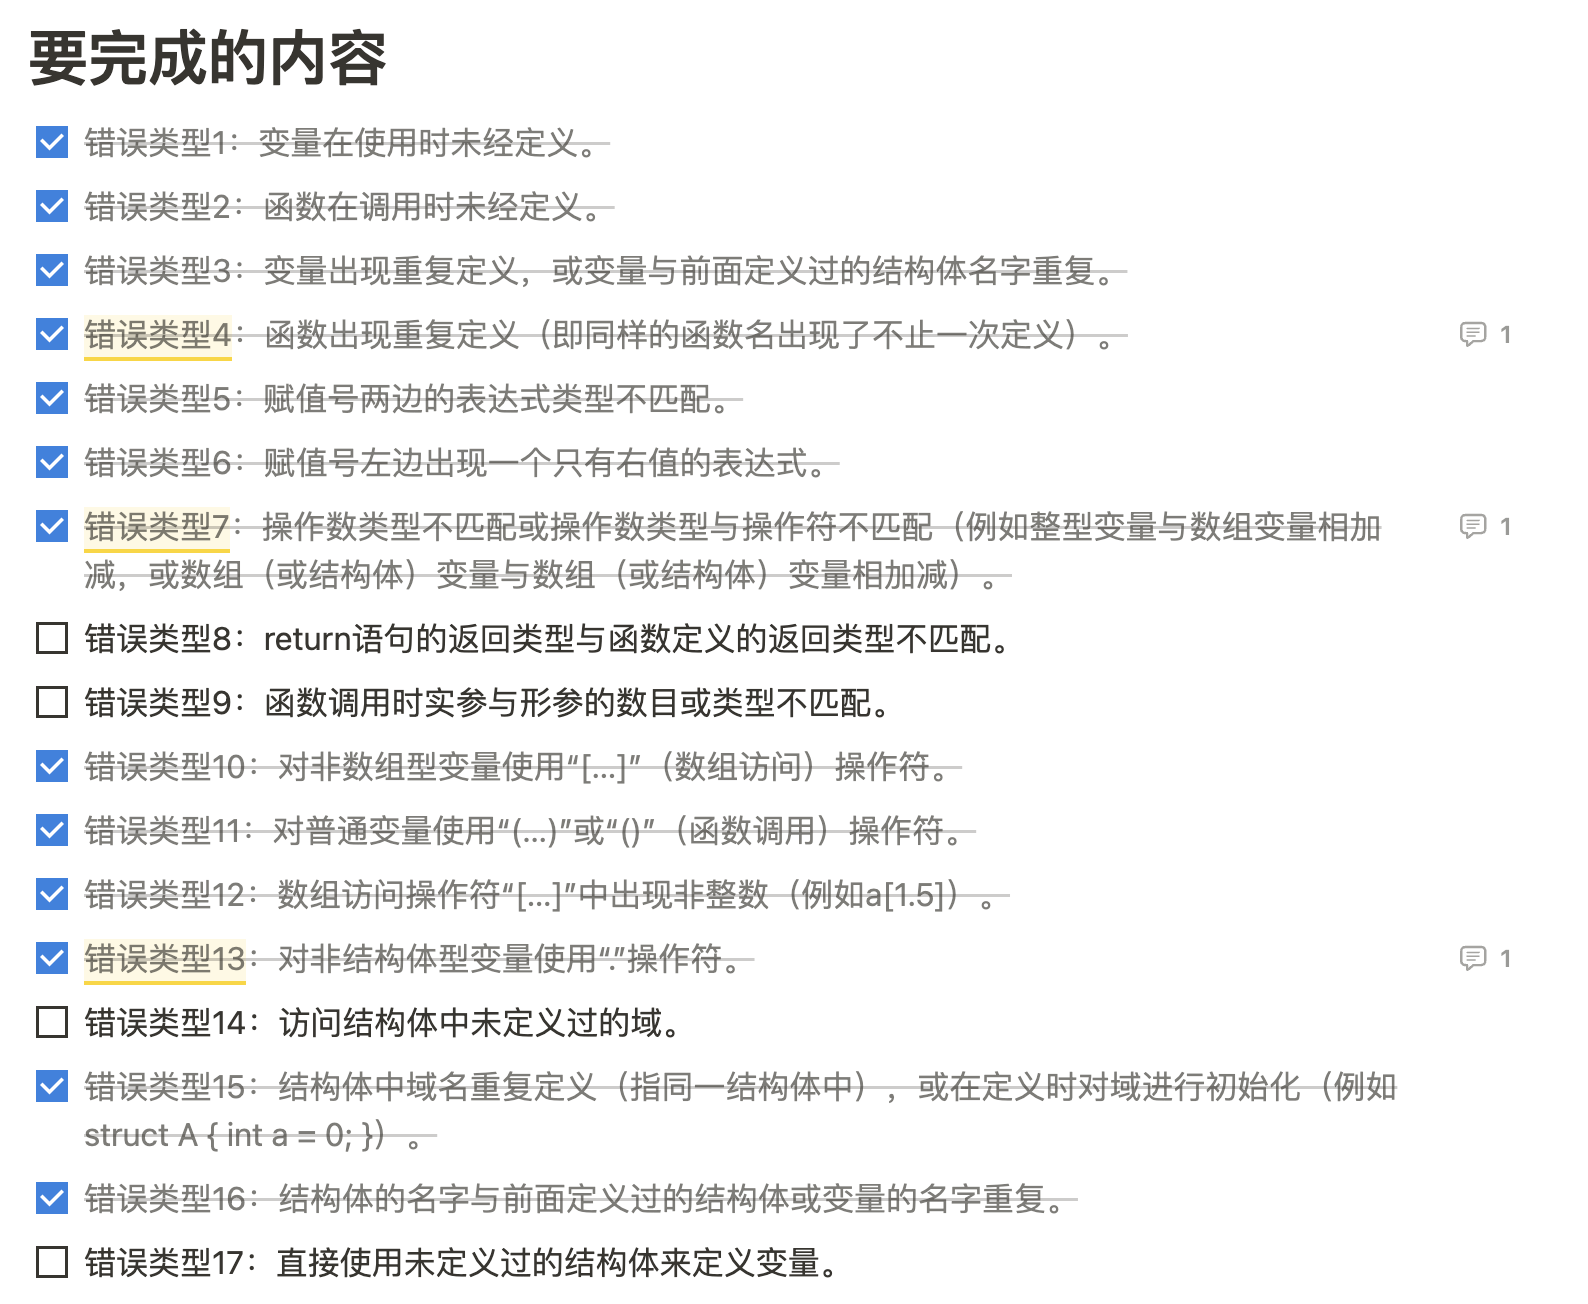 要完成的内容
错误类型1：变量在使用时未经定义。
错误类型2：函数在调用时未经定义。
错误类型3：变量出现重复定义，或变量与前面定义过的结构体名字重复。
错误类型4：函数出现重复定义（即同样的函数名出现了不止一次定义）。
1
错误类型5：赋值号两边的表达式类型不匹配。
错误类型6：赋值号左边出现一个只有右值的表达式。
错误类型7：操作数类型不匹配或操作数类型与操作符不匹配（例如整型变量与数组变量相加
1
减，或数组（或结构体）变量与数组（或结构体）变量相加减）。
错误类型8：return语句的返回类型与函数定义的返回类型不匹配。
错误类型9：函数调用时实参与形参的数目或类型不匹配。
错误类型10：对非数组型变量使用“[...]”（数组访问）操作符。
错误类型11：对普通变量使用“(...)”或“()”（函数调用）操作符。
错误类型12：数组访问操作符“[...]”中出现非整数（例如a[1.5]）。
错误类型13：对非结构体型变量使用“.”操作符。
1
错误类型14：访问结构体中未定义过的域。
错误类型15：结构体中域名重复定义（指同一结构体中），或在定义时对域进行初始化（例如
struct A { int a = 0; }）。
错误类型16：结构体的名字与前面定义过的结构体或变量的名字重复。
错误类型17：直接使用未定义过的结构体来定义变量。